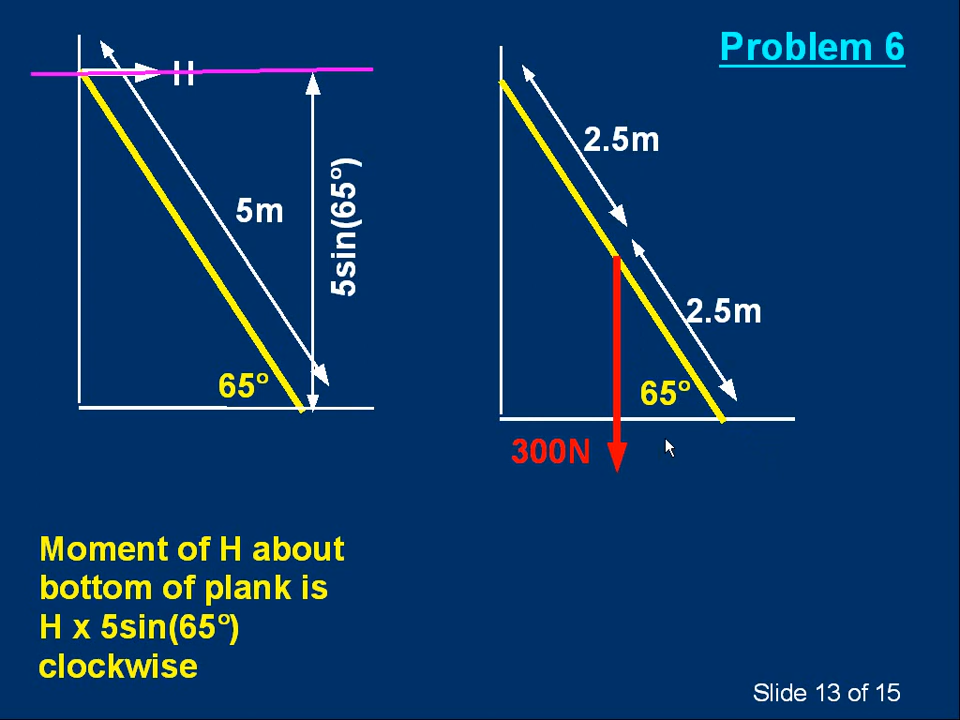 Problem 6
H
5m
5sin(65°)
65°
2.5m
2.5m
65°
300N
Moment of H about
bottom of plank is
H x 5sin(65°)
clockwise
Slide 13 of 15